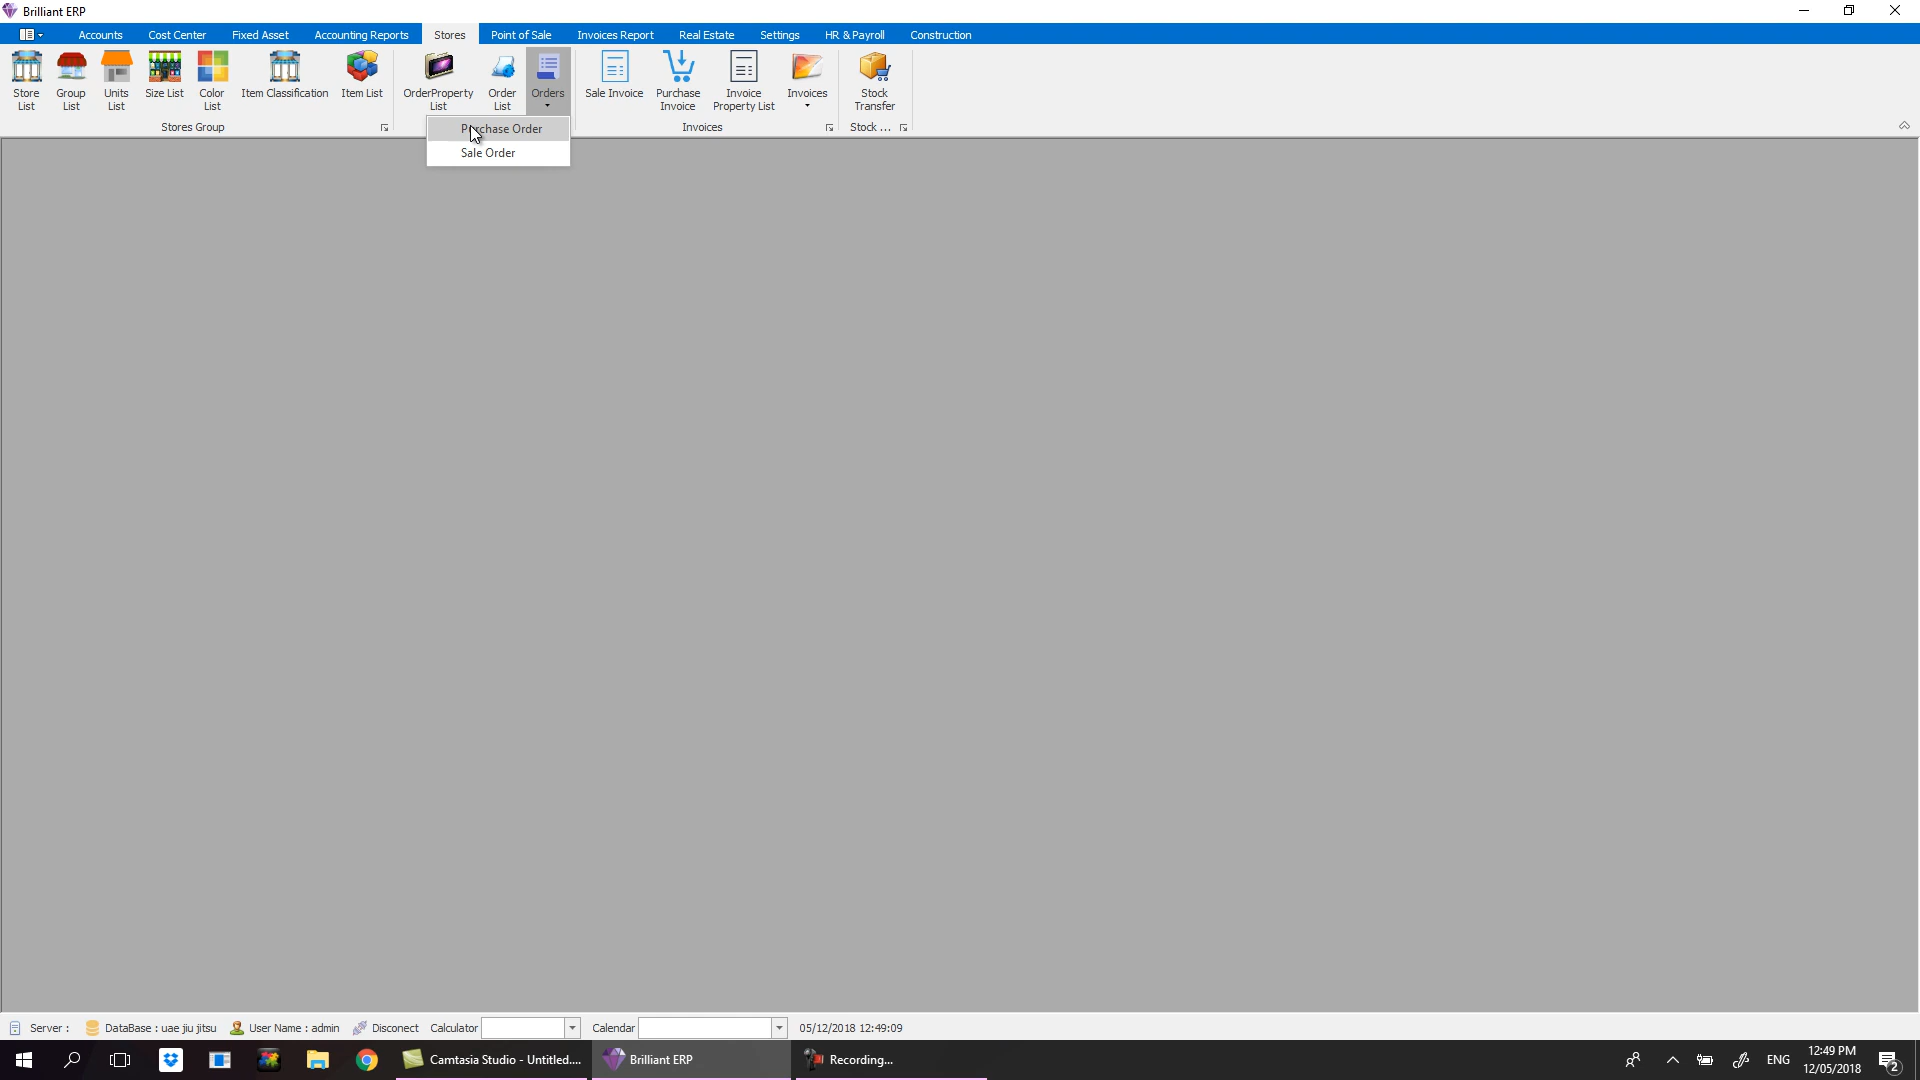 Brilliant ERP
Accounts Cost Center Fixed Asset Accounting Reports Stores Point of Sale Invoices Report Real Estate Settings HR & Payroll Construction
Store List
Group List
Units List
Size List
Color List
Item Classification
Item List
OrderProperty List
Order List
Orders
Sale Invoice
Purchase Invoice
Invoice Property List
Invoices
Stock Transfer
Stores Group
Invoices
Stock ...
Purchase Order
Sale Order
Server : DataBase : uae jiu jitsu User Name : admin Disconnect Calculator Calendar 05/12/2018 12:49:09
Camtasia Studio - Untitled.... Brilliant ERP Recording... ENG
12:49 PM
12/05/2018
2